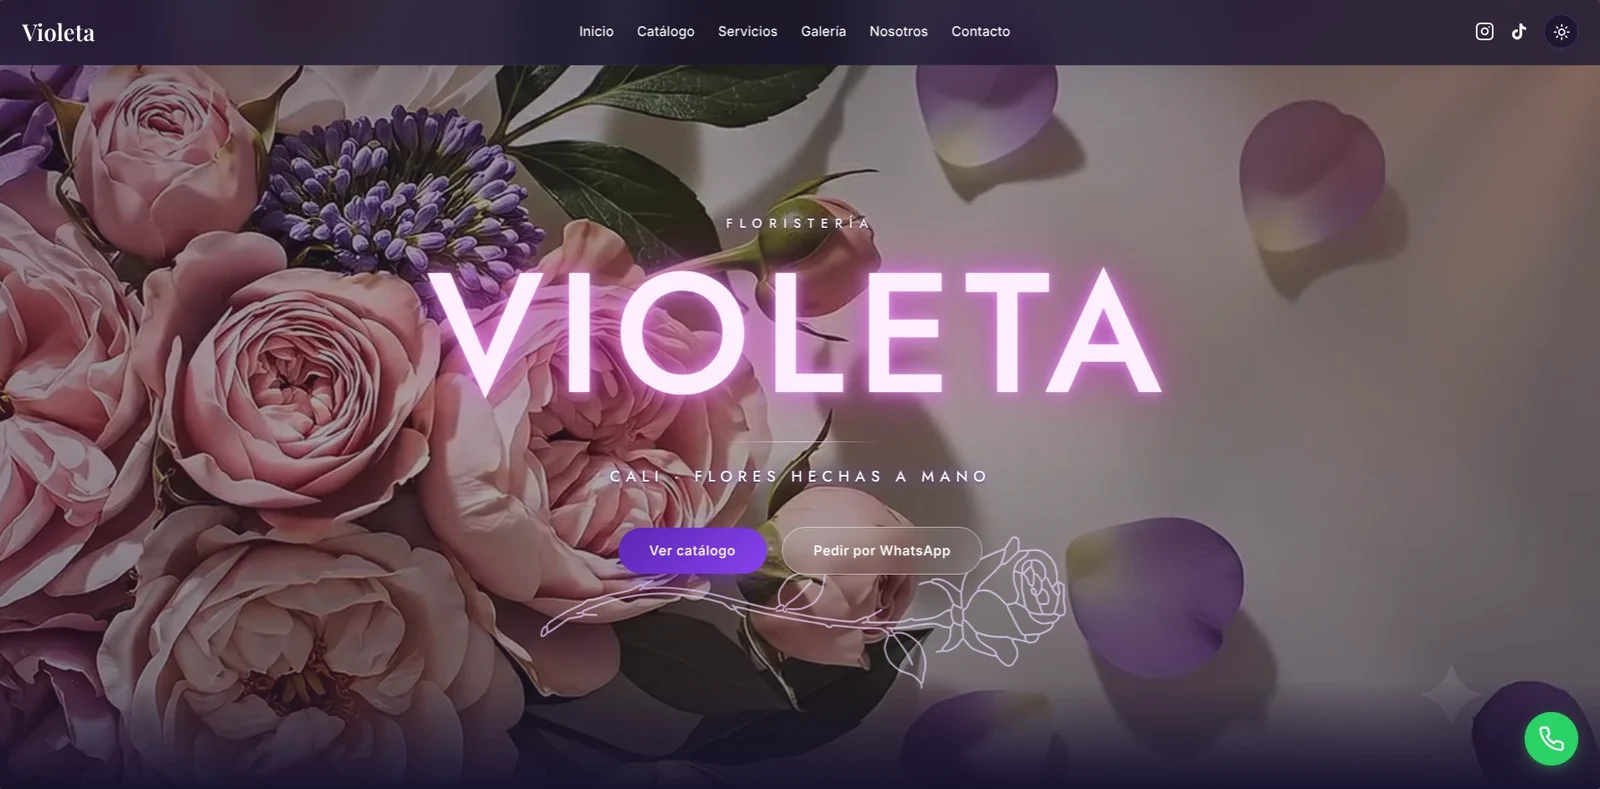 Violeta
Inicio Catálogo Servicios Galería Nosotros Contacto
FLORISTERÍA
VIOLETA
CALI · FLORES HECHAS A MANO
Ver catálogo
Pedir por WhatsApp